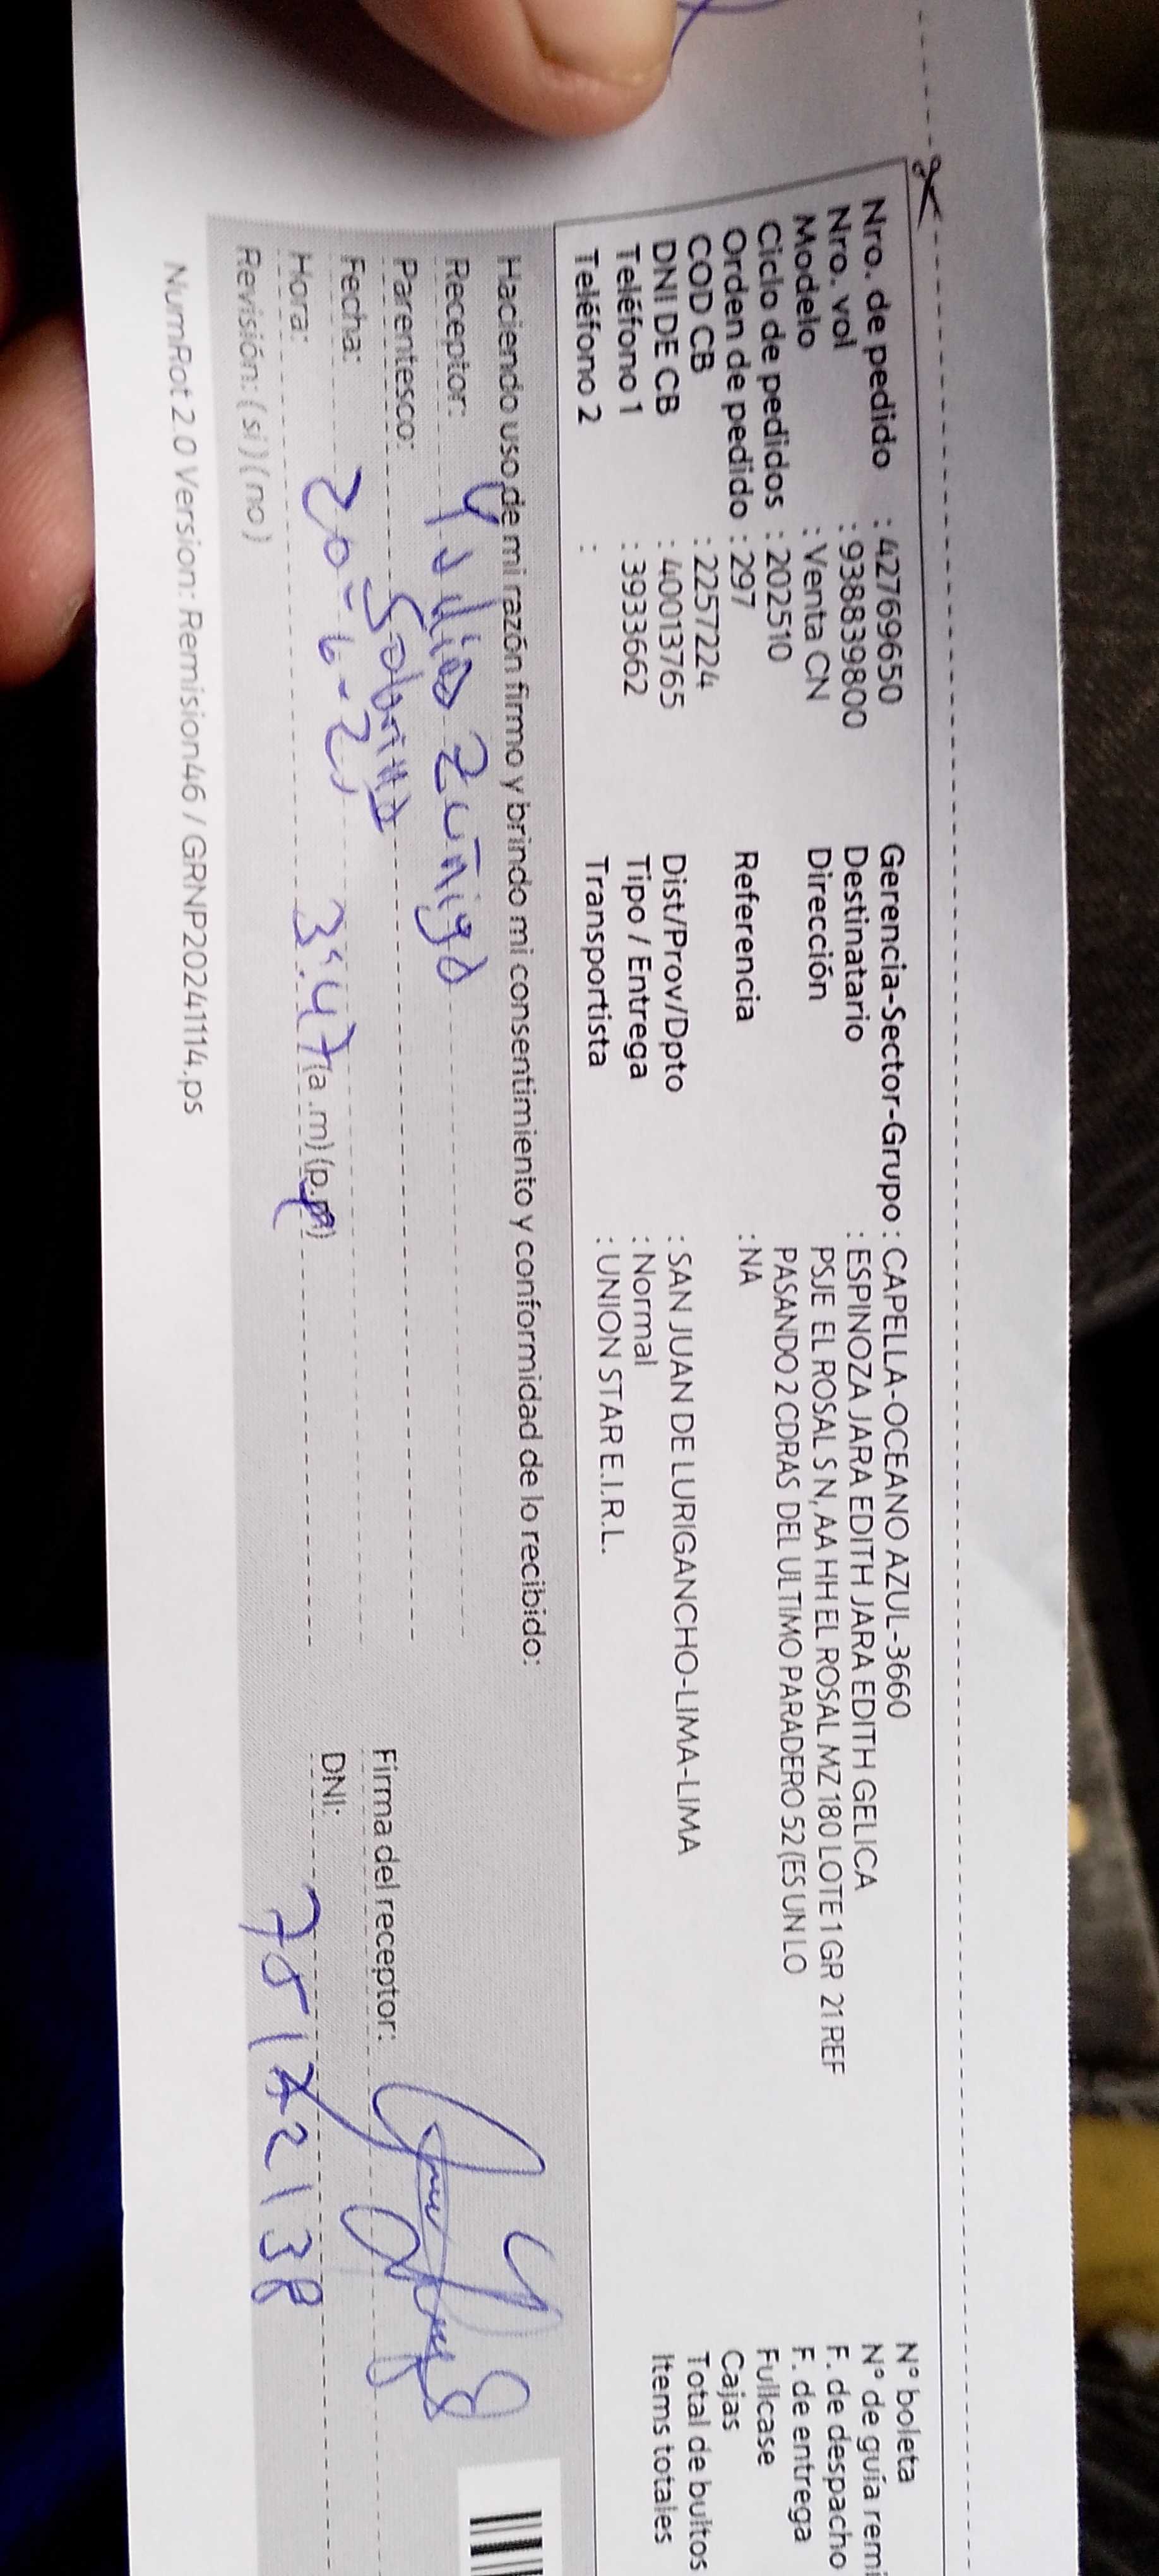 Nro. de pedido : 427699650
Nro. vol : 938839800
Modelo : Venta CN
Ciclo de pedidos : 202510
Orden de pedido : 297
COD CB : 2257224
DNI DE CB : 40013765
Teléfono 1 : 3933662
Teléfono 2 :
Gerencia-Sector-Grupo : CAPELLA-OCEANO AZUL-3660
Destinatario : ESPINOZA JARA EDITH JARA EDITH GELICA
Dirección PSJE EL ROSAL S N, AA HH EL ROSAL MZ 180 LOTE 1 GR 21 REF
PASANDO 2 CDRAS DEL ULTIMO PARADERO 52 (ES UN LO
Referencia : NA
Dist/Prov/Dpto : SAN JUAN DE LURIGANCHO-LIMA-LIMA
Tipo / Entrega : Normal
Transportista : UNION STAR E.I.R.L.
N° boleta
N° de guía remi
F. de despacho
F. de entrega
Fullcase
Cajas
Total de bultos
Items totales
Haciendo uso de mi razón firmo y brindo mi consentimiento y conformidad de lo recibido:
Receptor: Zuñiga
Parentesco: Sobrina
Fecha: 20-6-25
Hora: 3:47 (a.m) (p.m)
Revisión: (si) (no)
Firma del receptor:
DNI:
NumRot 2.0 Version: Remision46 / GRNP20241114.ps